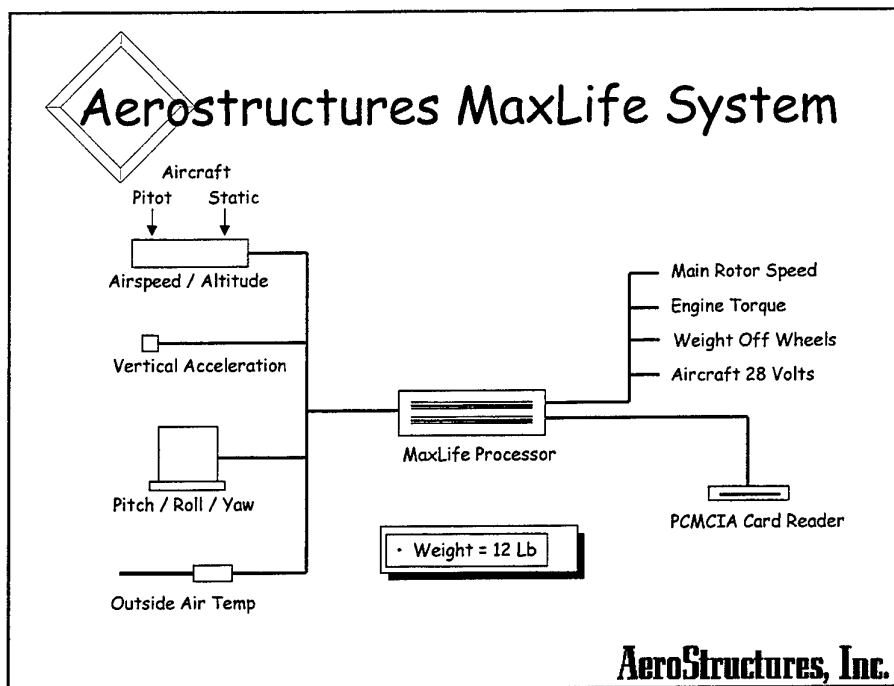 Aerostructures MaxLife System
Aircraft
Pitot Static
Airspeed / Altitude
Vertical Acceleration
Pitch / Roll / Yaw
Outside Air Temp
MaxLife Processor
• Weight = 12 Lb
Main Rotor Speed
Engine Torque
Weight Off Wheels
Aircraft 28 Volts
PCMCIA Card Reader
AeroStructures, Inc.